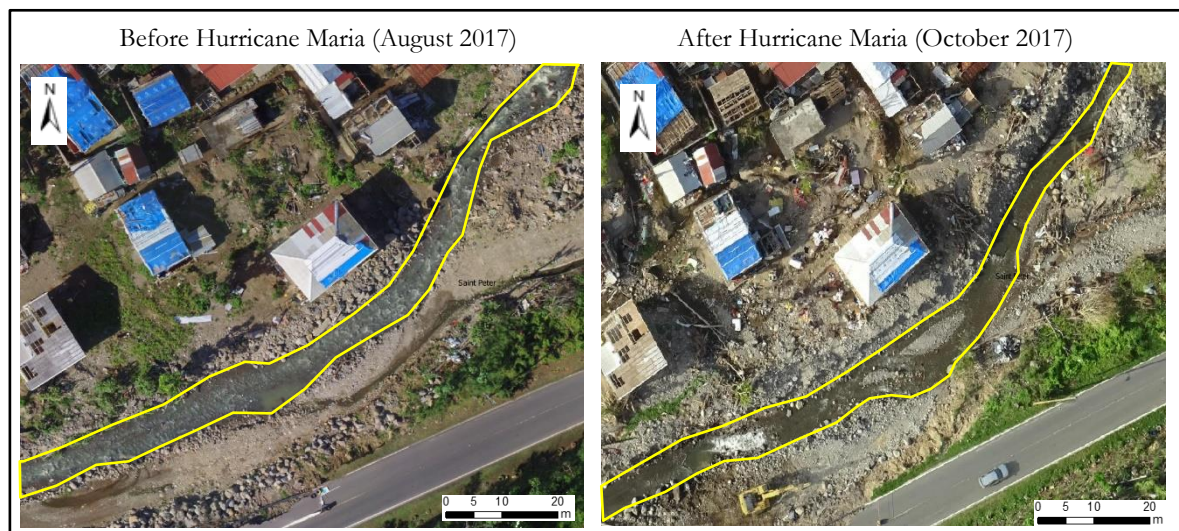 Before Hurricane Maria (August 2017)
After Hurricane Maria (October 2017)
N
N
Saint Peter
Saint
0 5 10 20
m
0 5 10 20
m